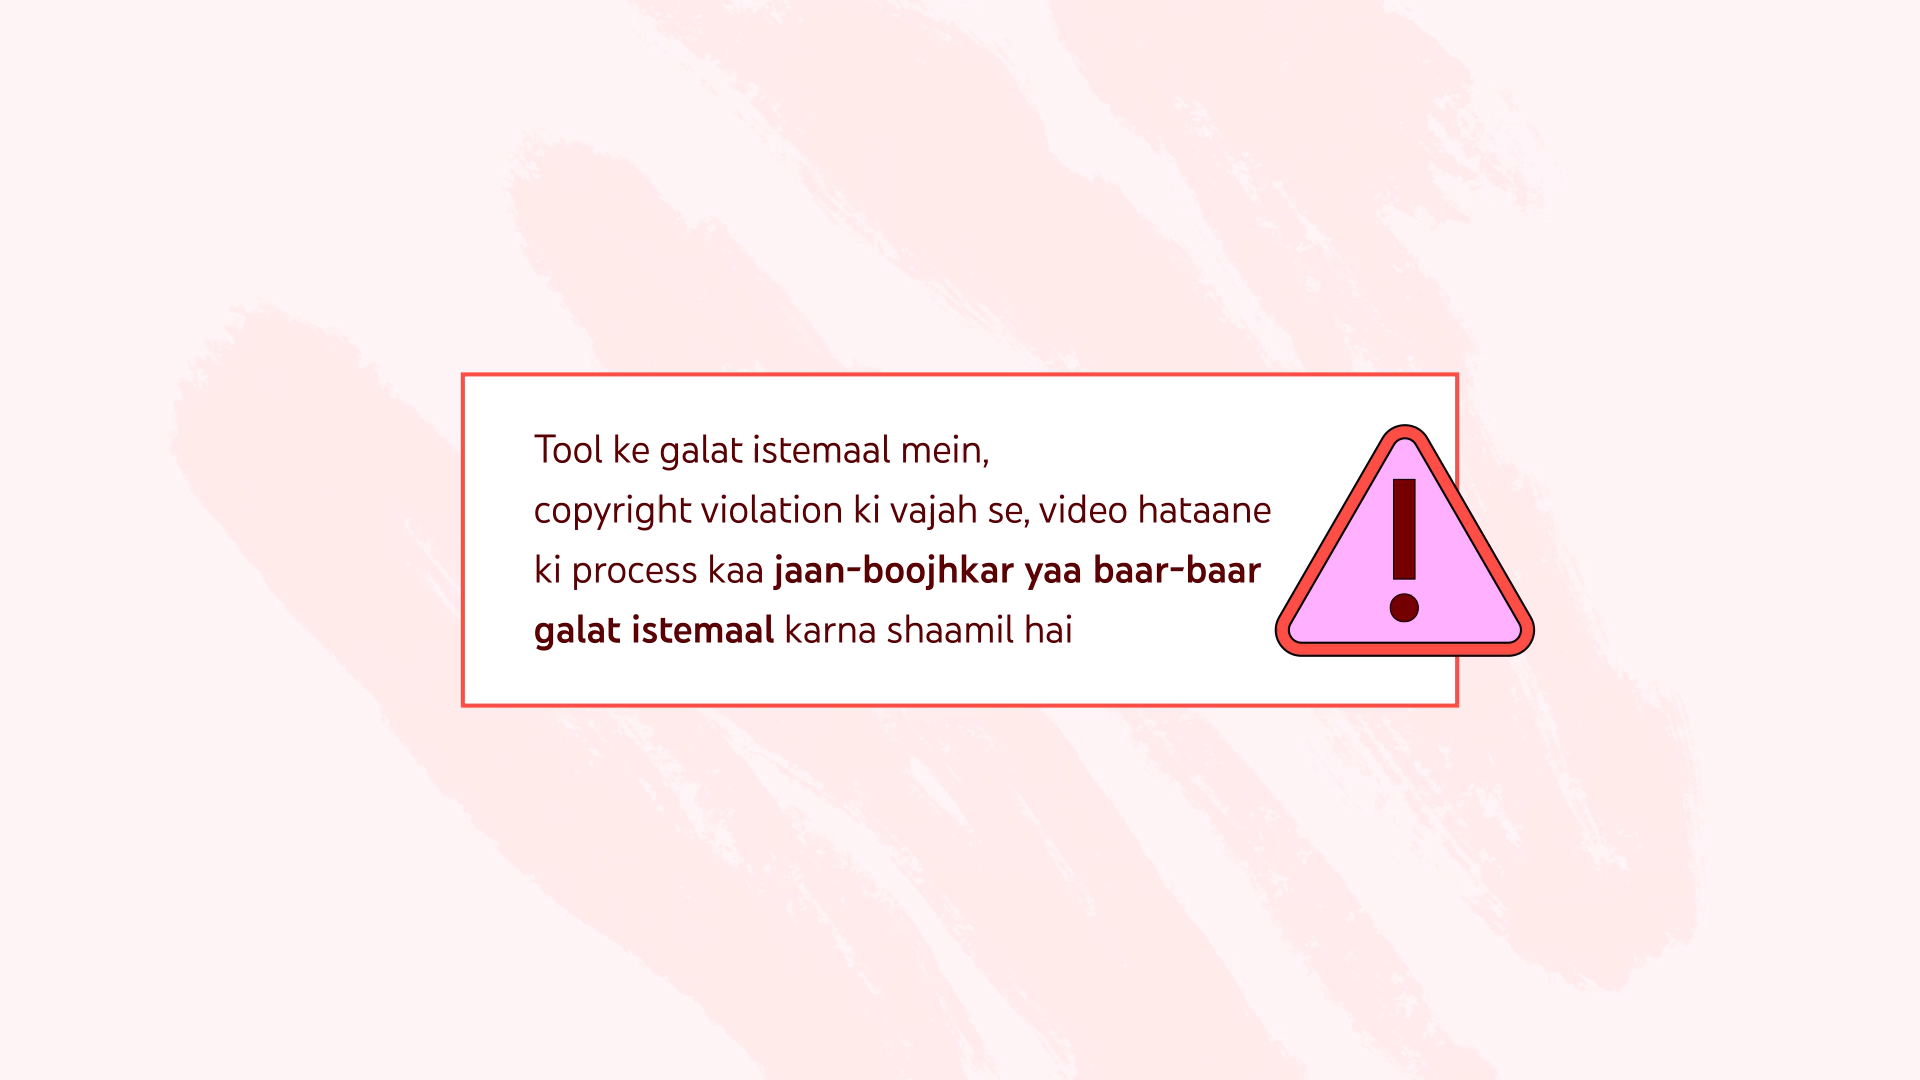 Tool ke galat istemaal mein,
copyright violation ki vajah se, video hataane
ki process kaa jaan-boojhkar yaa baar-baar
galat istemaal karna shaamil hai